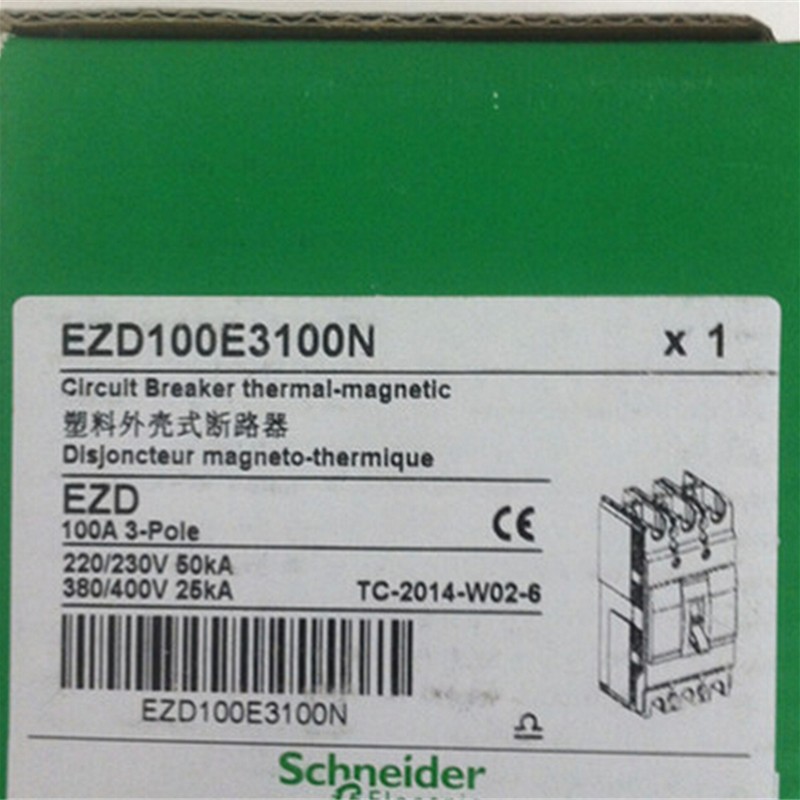 EZD100E3100N x 1
Circuit Breaker thermal-magnetic
塑料外壳式断路器
Disjoncteur magneto-thermique
EZD
100A 3-Pole CE
220/230V 50kA
380/400V 25kA TC-2014-W02-6
EZD100E3100N
Schneider
Electric